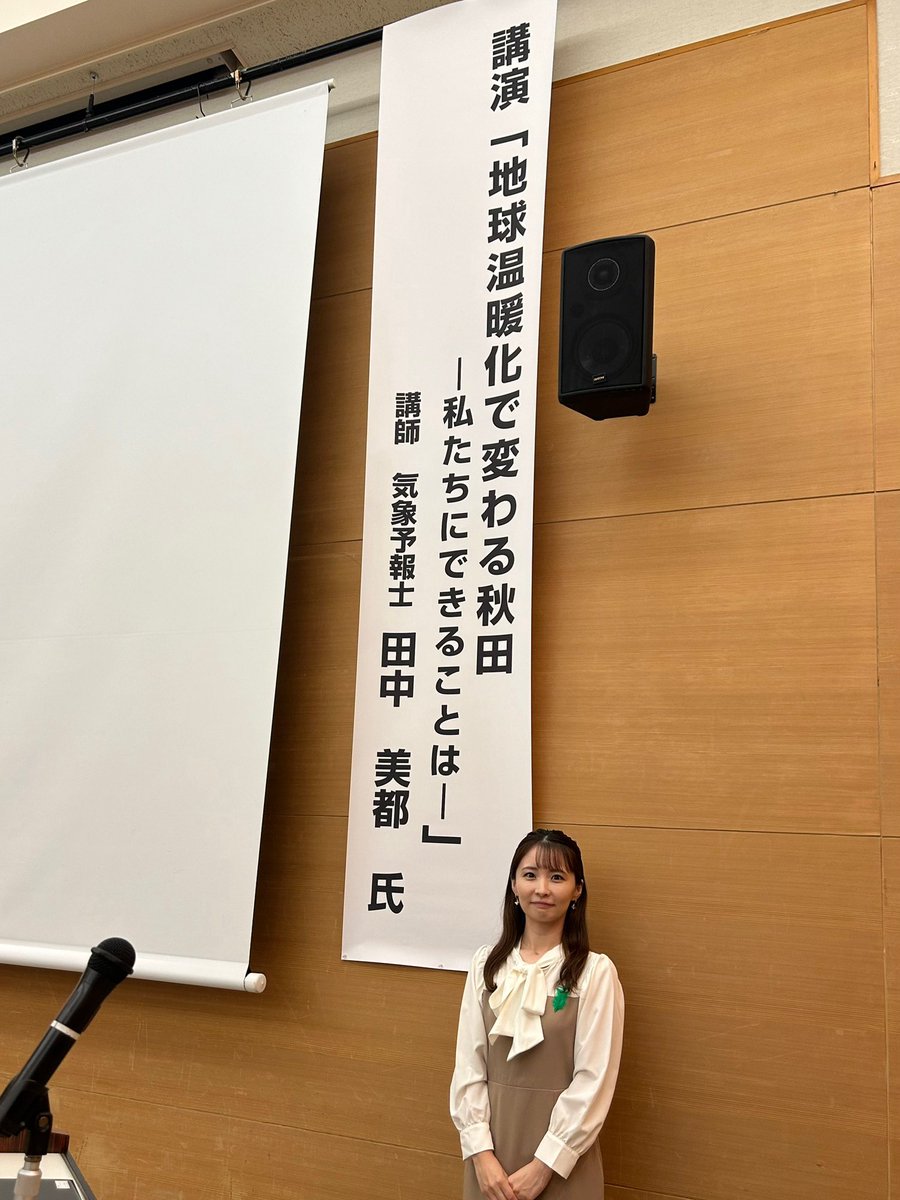 講演「地球温暖化で変わる秋田
―私たちにできることは―」
講師 気象予報士 田中 美都 氏